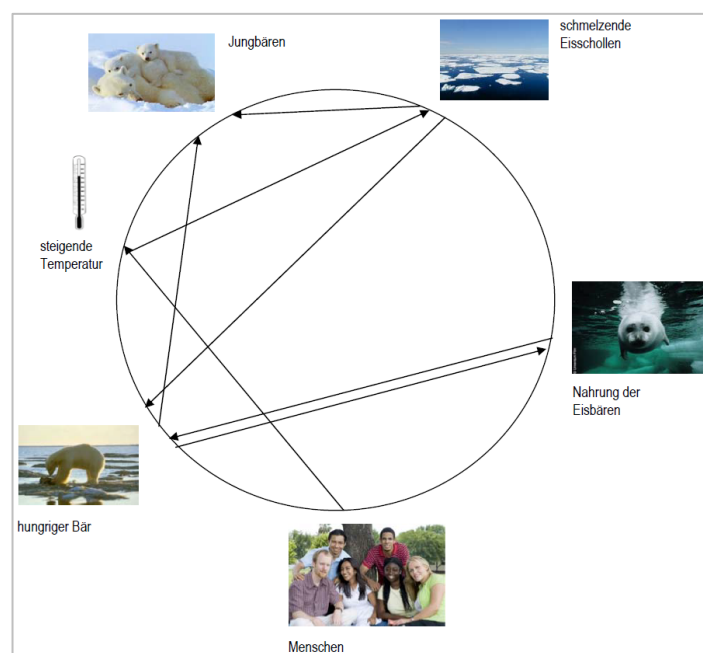 Jungbären
schmelzende
Eisschollen
steigende
Temperatur
Nahrung der
Eisbären
hungriger Bär
Menschen